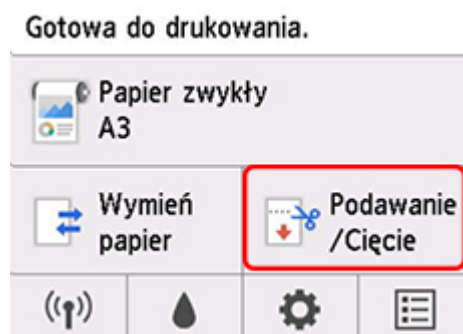 Gotowa do drukowania.
Papier zwykły
A3
Wymień
papier
Podawanie
/Cięcie